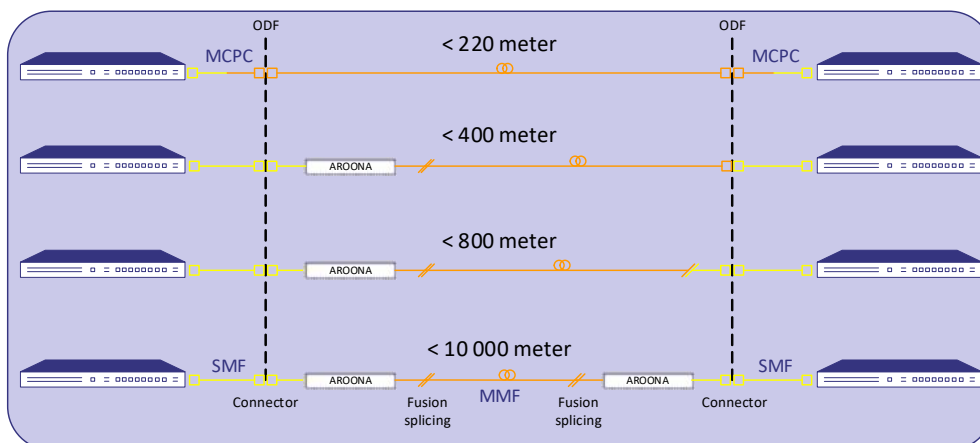 ODF
ODF
< 220 meter
MCPC
MCPC
< 400 meter
AROONA
< 800 meter
AROONA
< 10 000 meter
SMF
SMF
AROONA
AROONA
MMF
Connector
Fusion
splicing
Fusion
splicing
Connector